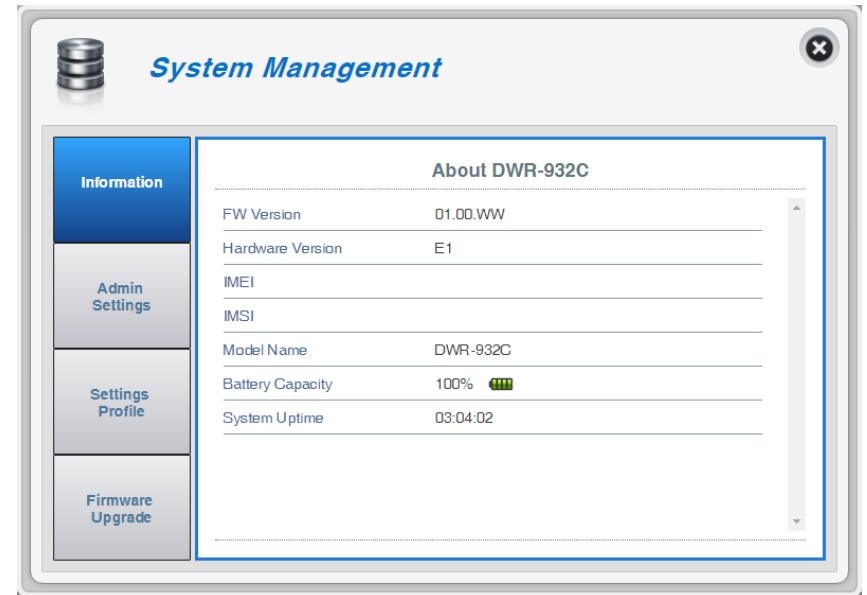 System Management
Information
Admin
Settings
Settings
Profile
Firmware
Upgrade
About DWR-932C
FW Version 01.00.WW
Hardware Version E1
IMEI
IMSI
Model Name DWR-932C
Battery Capacity 100%
System Uptime 03:04:02